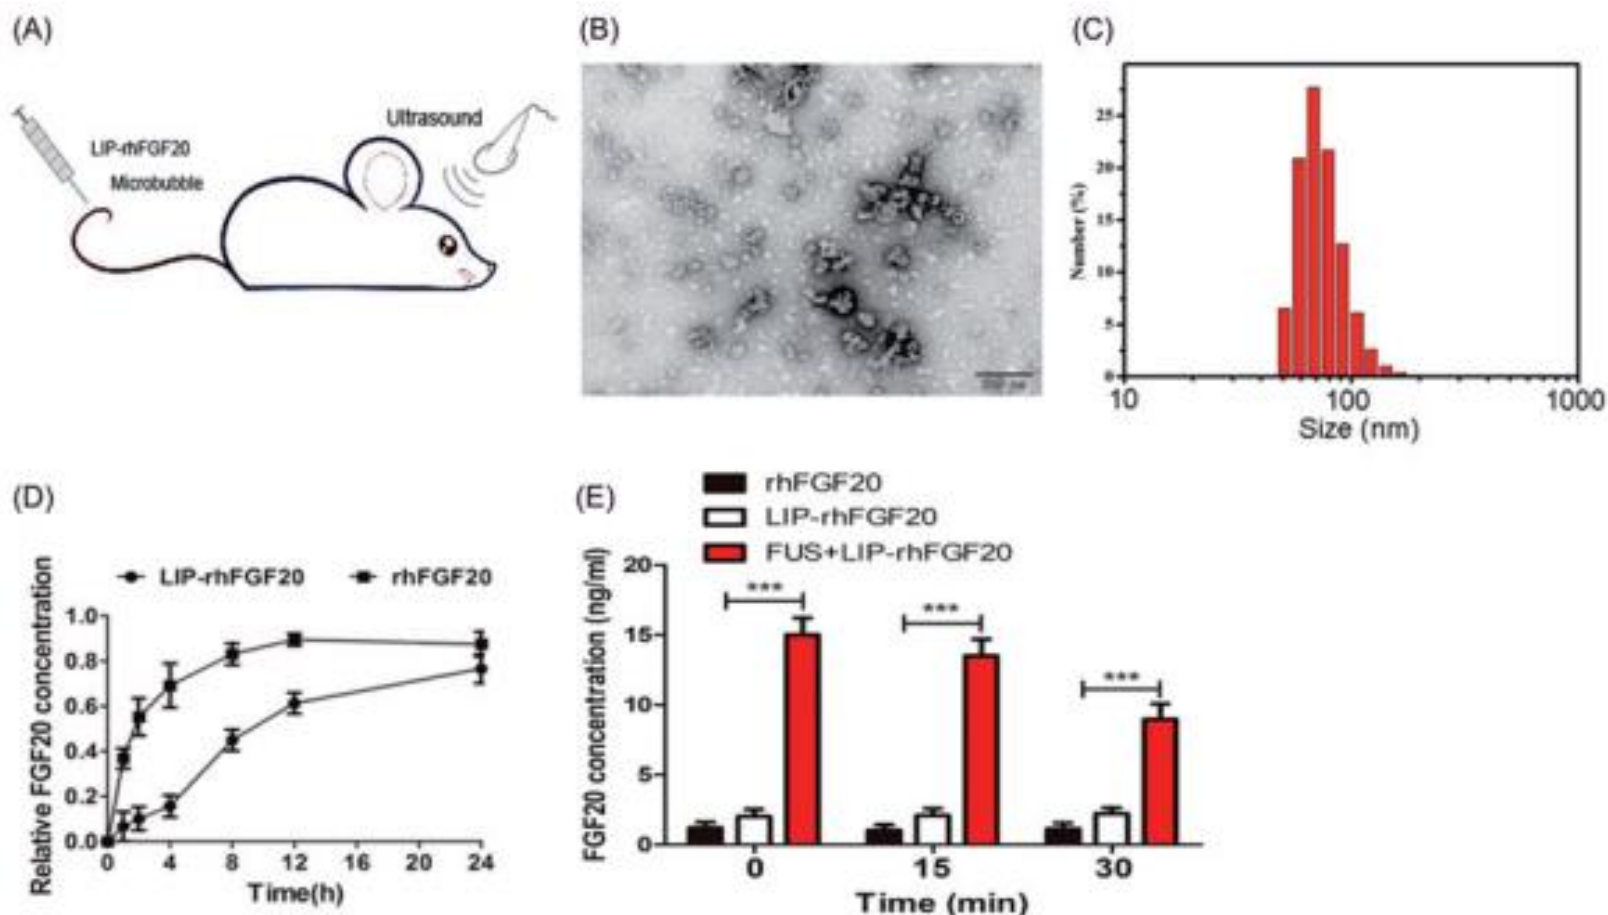 (A)
Ultrasound
LIP-rhFGF20
Microbubble
(B)
(C)
Number (%)
25
20
15
10
5
0
10 100 1000
Size (nm)
(D)
LIP-rhFGF20 rhFGF20
Relative FGF20 concentration
1.0
0.8
0.6
0.4
0.2
0.0
0 4 8 12 16 20 24
Time(h)
(E)
rhFGF20
LIP-rhFGF20
FUS+LIP-rhFGF20
FGF20 concentration (ng/ml)
20
15
10
5
0
***
***
***
0 15 30
Time (min)